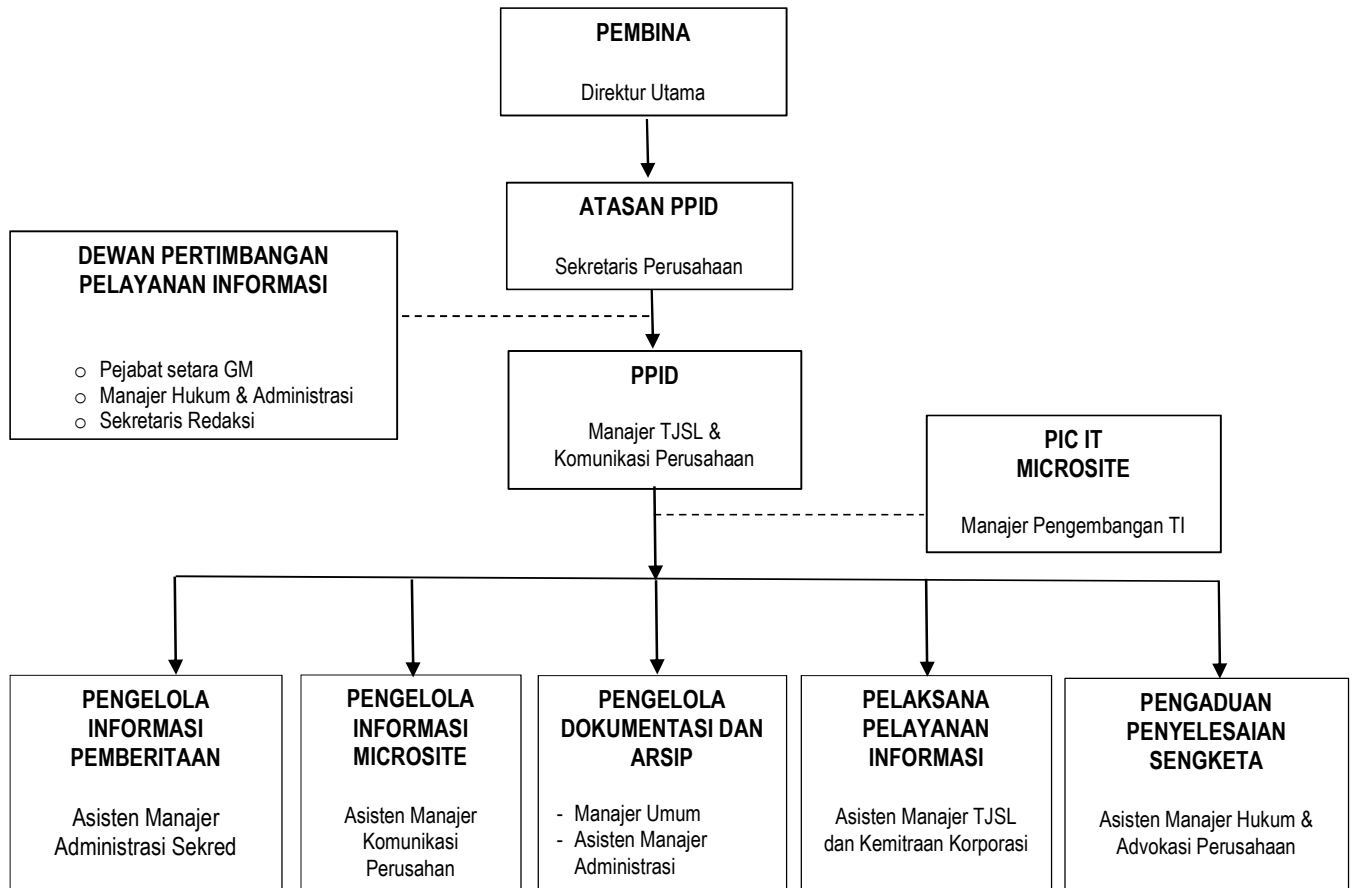 PEMBINA
Direktur Utama
ATASAN PPID
Sekretaris Perusahaan
DEWAN PERTIMBANGAN
PELAYANAN INFORMASI
o Pejabat setara GM
o Manajer Hukum & Administrasi
o Sekretaris Redaksi
PPID
Manajer TJSL &
Komunikasi Perusahaan
PIC IT
MICROSITE
Manajer Pengembangan TI
PENGELOLA
INFORMASI
PEMBERITAAN
Asisten Manajer
Administrasi Sekred
PENGELOLA
INFORMASI
MICROSITE
Asisten Manajer
Komunikasi
Perusahan
PENGELOLA
DOKUMENTASI DAN
ARSIP
- Manajer Umum
- Asisten Manajer
Administrasi
PELAKSANA
PELAYANAN
INFORMASI
Asisten Manajer TJSL
dan Kemitraan Korporasi
PENGADUAN
PENYELESAIAN
SENGKETA
Asisten Manajer Hukum &
Advokasi Perusahaan